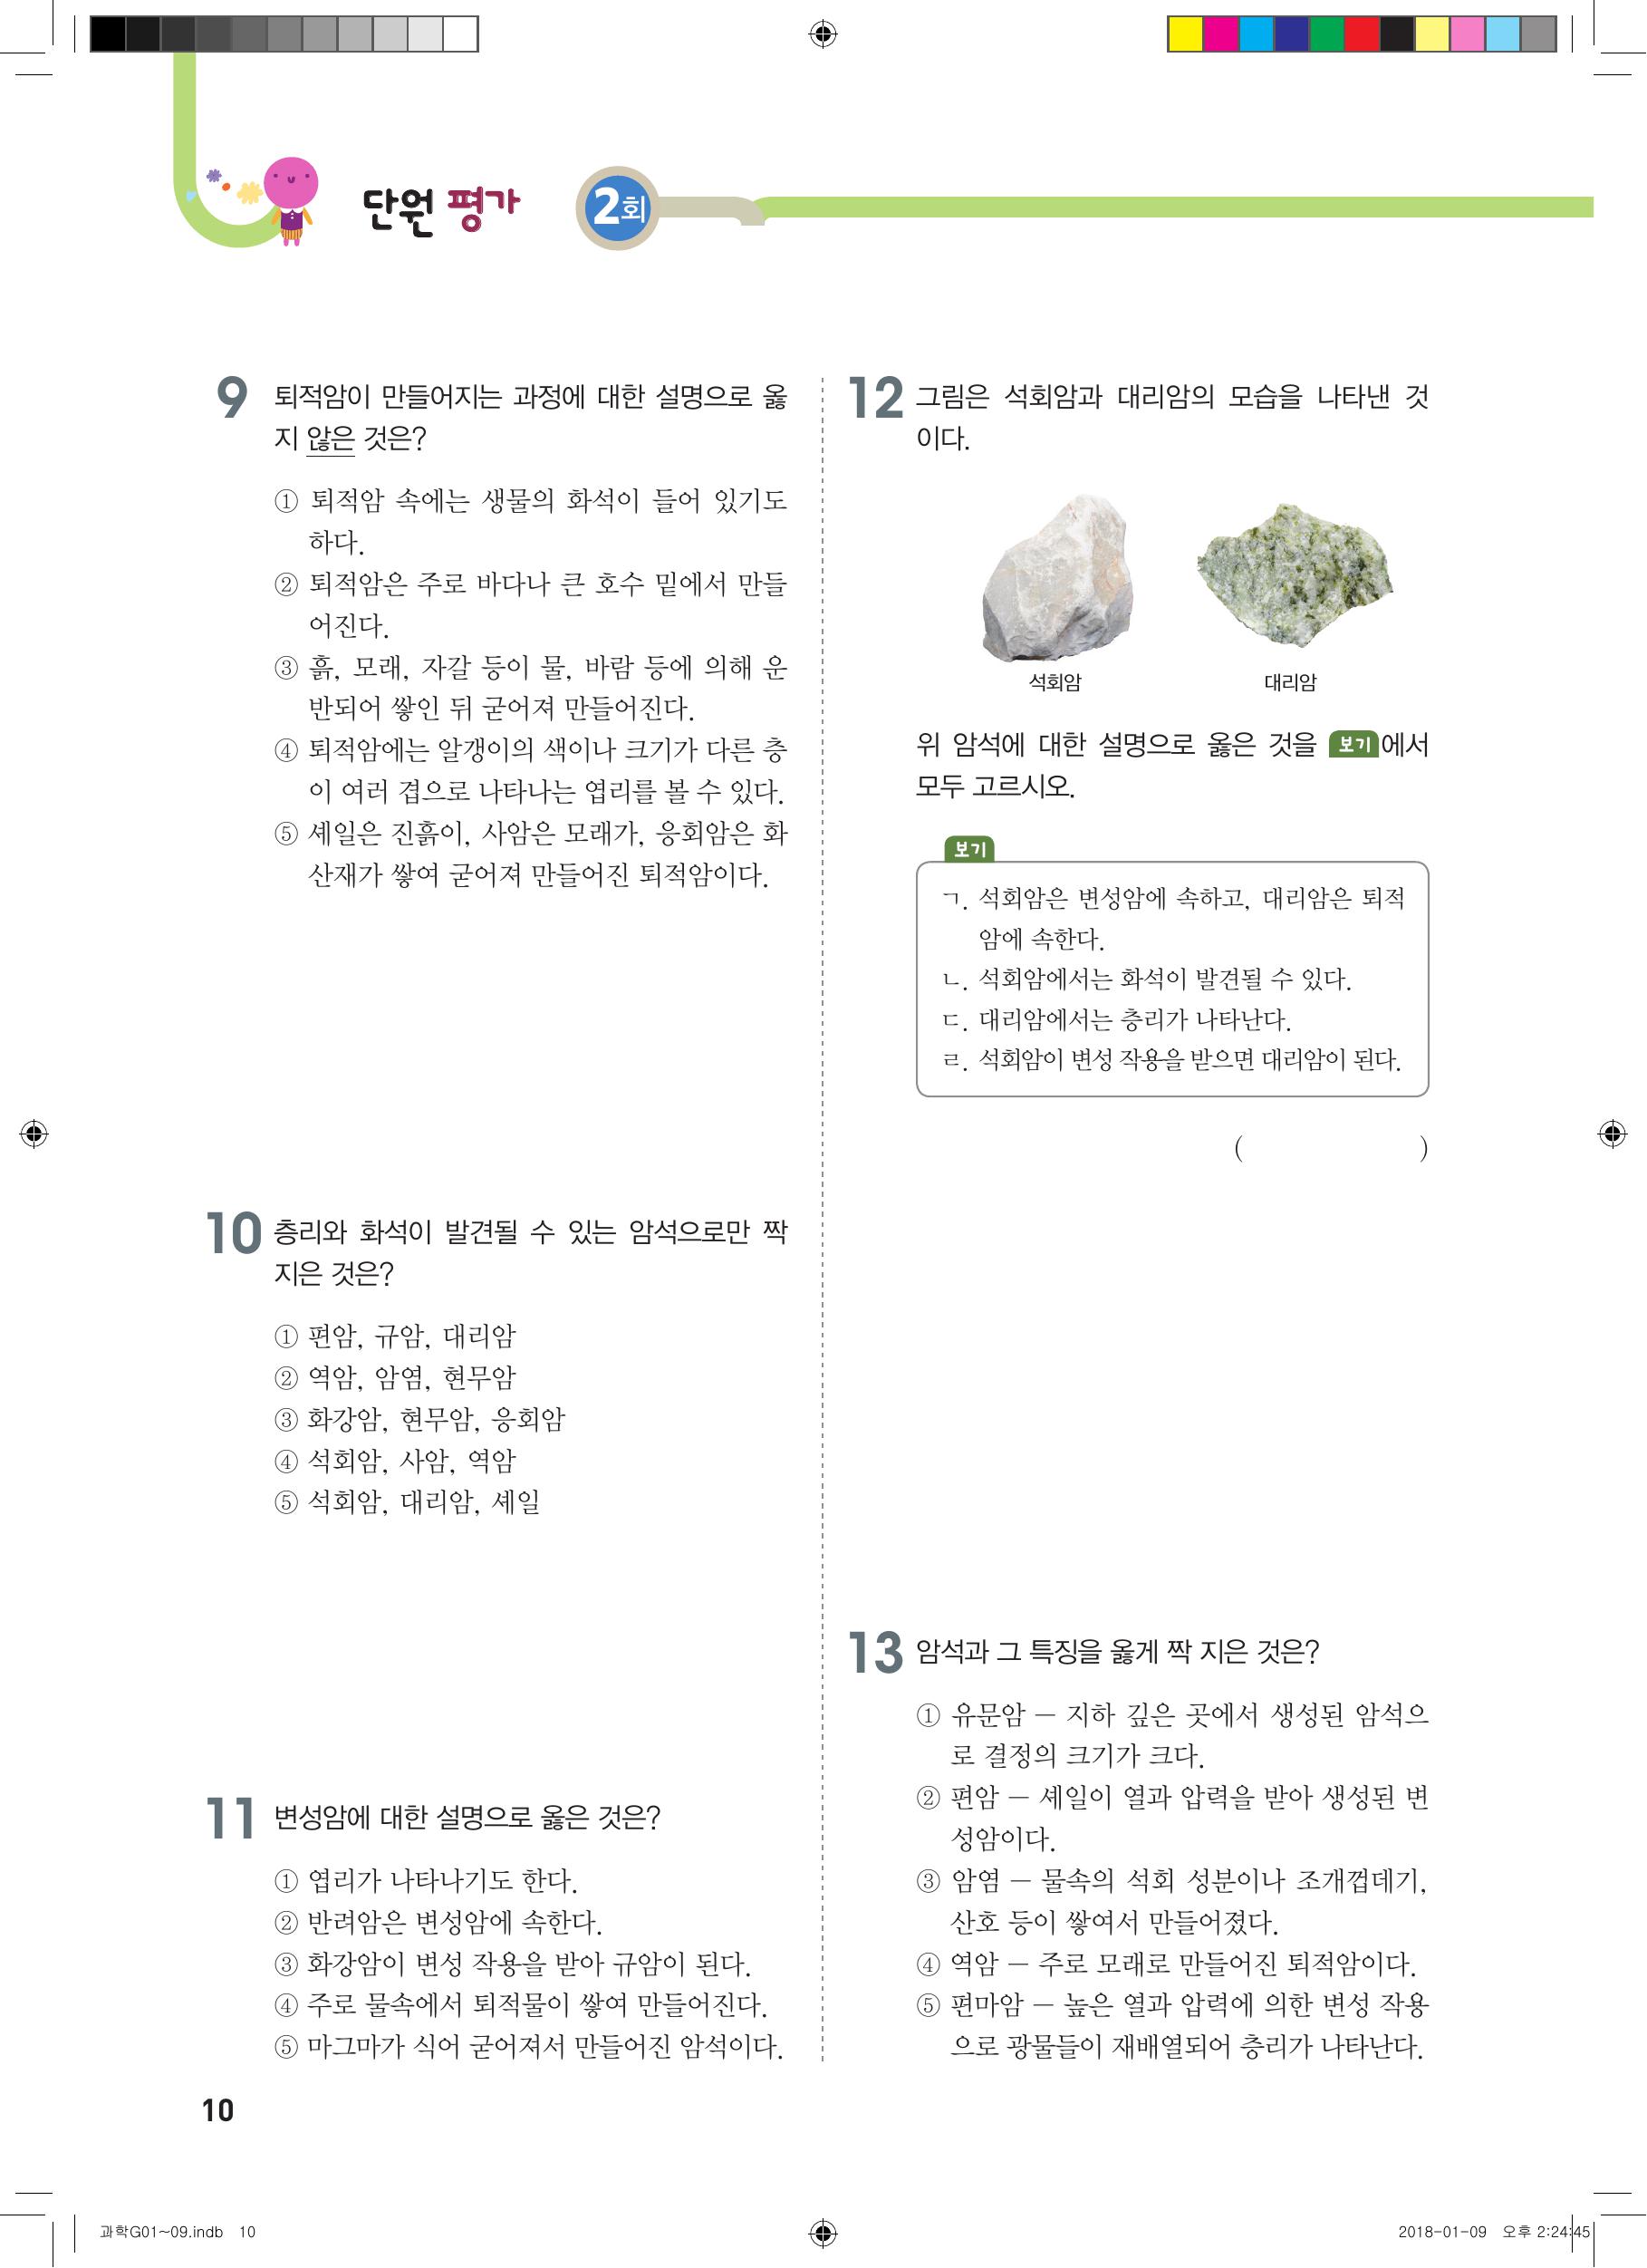 단원 평가 2회
9 퇴적암이 만들어지는 과정에 대한 설명으로 옳
지 않은 것은?
① 퇴적암 속에는 생물의 화석이 들어 있기도
하다.
② 퇴적암은 주로 바다나 큰 호수 밑에서 만들
어진다.
③ 흙, 모래, 자갈 등이 물, 바람 등에 의해 운
반되어 쌓인 뒤 굳어져 만들어진다.
④ 퇴적암에는 알갱이의 색이나 크기가 다른 층
이 여러 겹으로 나타나는 엽리를 볼 수 있다.
⑤ 셰일은 진흙이, 사암은 모래가, 응회암은 화
산재가 쌓여 굳어져 만들어진 퇴적암이다.
10 층리와 화석이 발견될 수 있는 암석으로만 짝
지은 것은?
① 편암, 규암, 대리암
② 역암, 암염, 현무암
③ 화강암, 현무암, 응회암
④ 석회암, 사암, 역암
⑤ 석회암, 대리암, 셰일
11 변성암에 대한 설명으로 옳은 것은?
① 엽리가 나타나기도 한다.
② 반려암은 변성암에 속한다.
③ 화강암이 변성 작용을 받아 규암이 된다.
④ 주로 물속에서 퇴적물이 쌓여 만들어진다.
⑤ 마그마가 식어 굳어져서 만들어진 암석이다.
12 그림은 석회암과 대리암의 모습을 나타낸 것
이다.
석회암 대리암
위 암석에 대한 설명으로 옳은 것을 보기에서
모두 고르시오.
보기
ㄱ. 석회암은 변성암에 속하고, 대리암은 퇴적
암에 속한다.
ㄴ. 석회암에서는 화석이 발견될 수 있다.
ㄷ. 대리암에서는 층리가 나타난다.
ㄹ. 석회암이 변성 작용을 받으면 대리암이 된다.
( )
13 암석과 그 특징을 옳게 짝 지은 것은?
① 유문암 - 지하 깊은 곳에서 생성된 암석으
로 결정의 크기가 크다.
② 편암 - 셰일이 열과 압력을 받아 생성된 변
성암이다.
③ 암염 - 물속의 석회 성분이나 조개껍데기,
산호 등이 쌓여서 만들어졌다.
④ 역암 - 주로 모래로 만들어진 퇴적암이다.
⑤ 편마암 - 높은 열과 압력에 의한 변성 작용
으로 광물들이 재배열되어 층리가 나타난다.
10
과학G01~09.indb 10
2018-01-09 오후 2:24:45